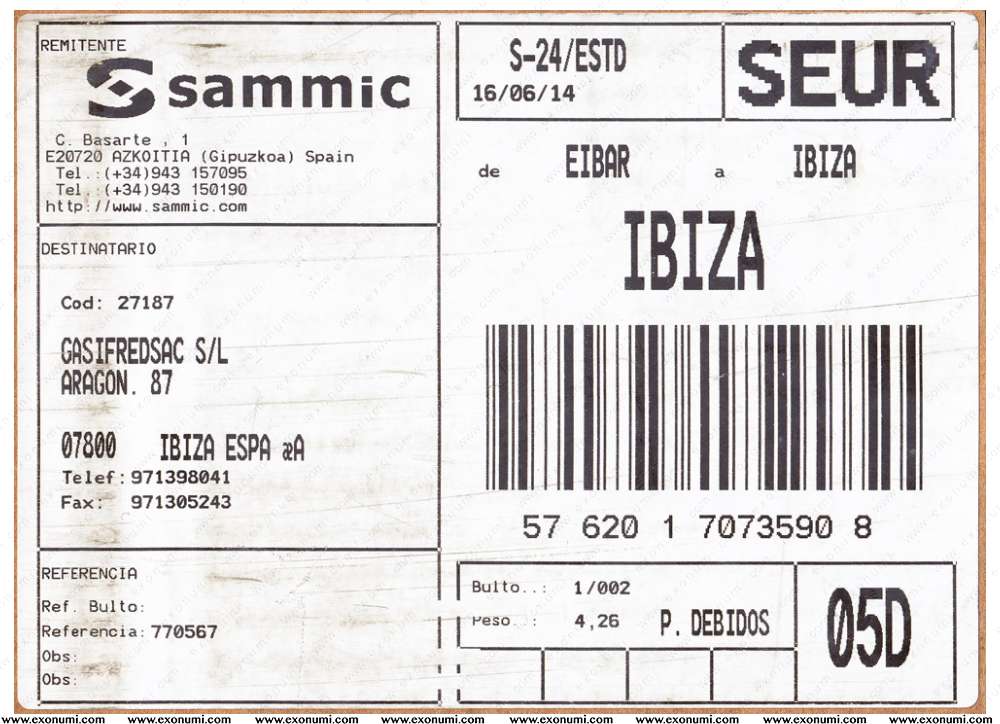 REMITENTE
sammic
C. Basarte , 1
E20720 AZKOITIA (Gipuzkoa) Spain
Tel.:(+34)943 157095
Tel.:(+34)943 150190
http://www.sammic.com
DESTINATARIO
Cod: 27187
GASIFREDSAC S/L
ARAGON. 87
07800 IBIZA ESPA æA
Telef:971398041
Fax: 971305243
REFERENCIA
Ref. Bulto:
Referencia: 770567
Obs:
Obs:
S-24/ESTD
16/06/14
SEUR
de EIBAR a IBIZA
IBIZA
57 620 1 7073590 8
Bulto..: 1/002
Peso..: 4,26 P. DEBIDOS
05D
www.exonumi.com www.exonumi.com www.exonumi.com www.exonumi.com www.exonumi.com www.exonumi.com www.exonumi.com www.exonumi.com